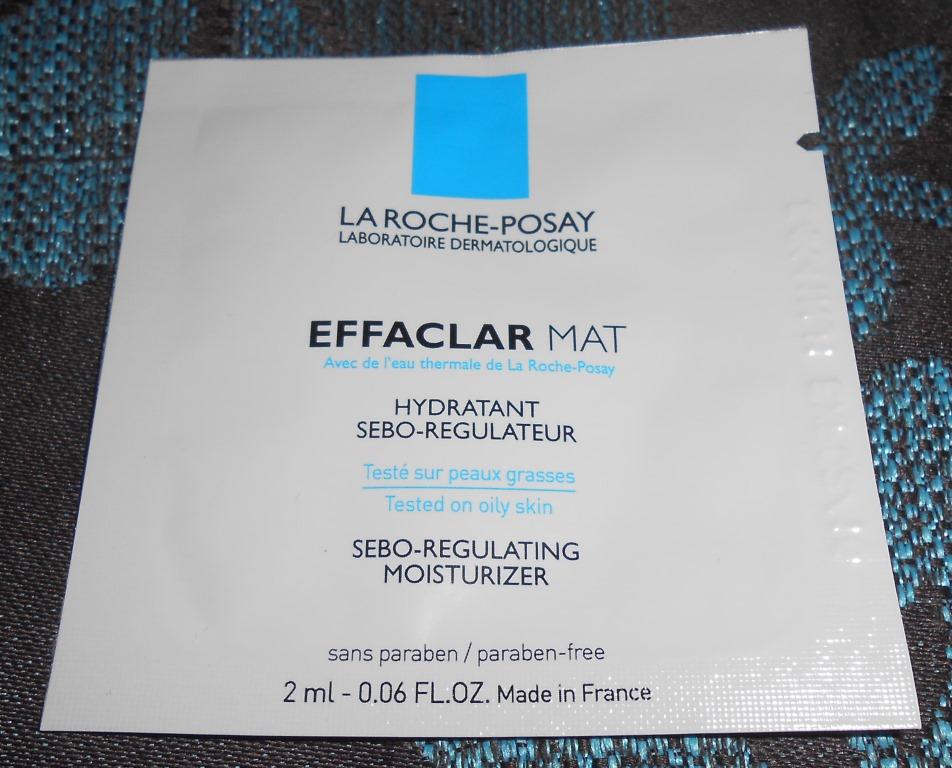 LA ROCHE-POSAY
LABORATOIRE DERMATOLOGIQUE
EFFACLAR MAT
Avec de l'eau thermale de La Roche-Posay
HYDRATANT
SEBO-REGULATEUR
Testé sur peaux grasses
Tested on oily skin
SEBO-REGULATING
MOISTURIZER
sans paraben / paraben-free
2 ml - 0.06 FL.OZ. Made in France